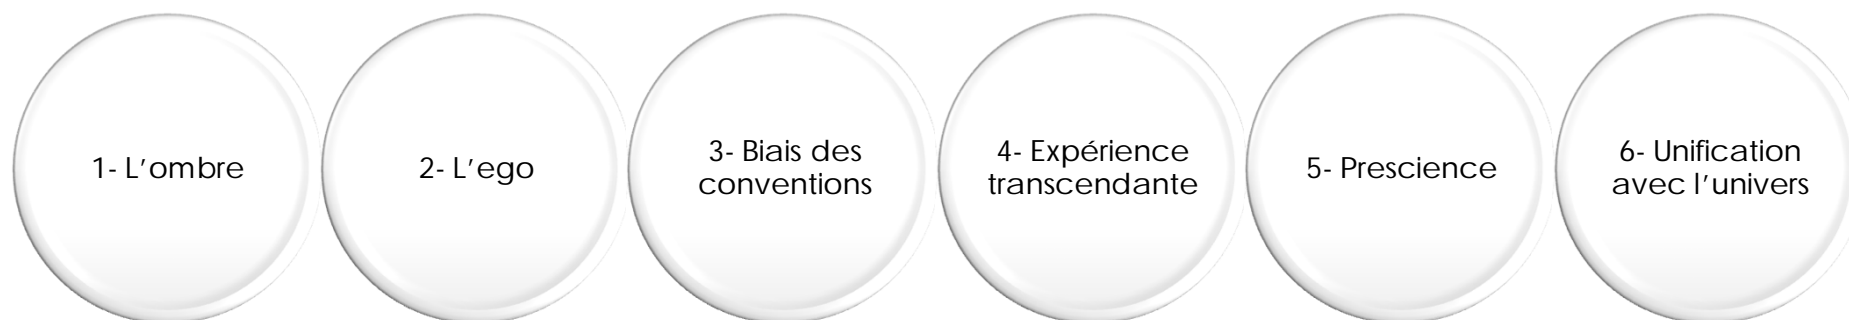 1- L’ombre
2- L’ego
3- Biais des
conventions
4- Expérience
transcendante
5- Prescience
6- Unification
avec l’univers